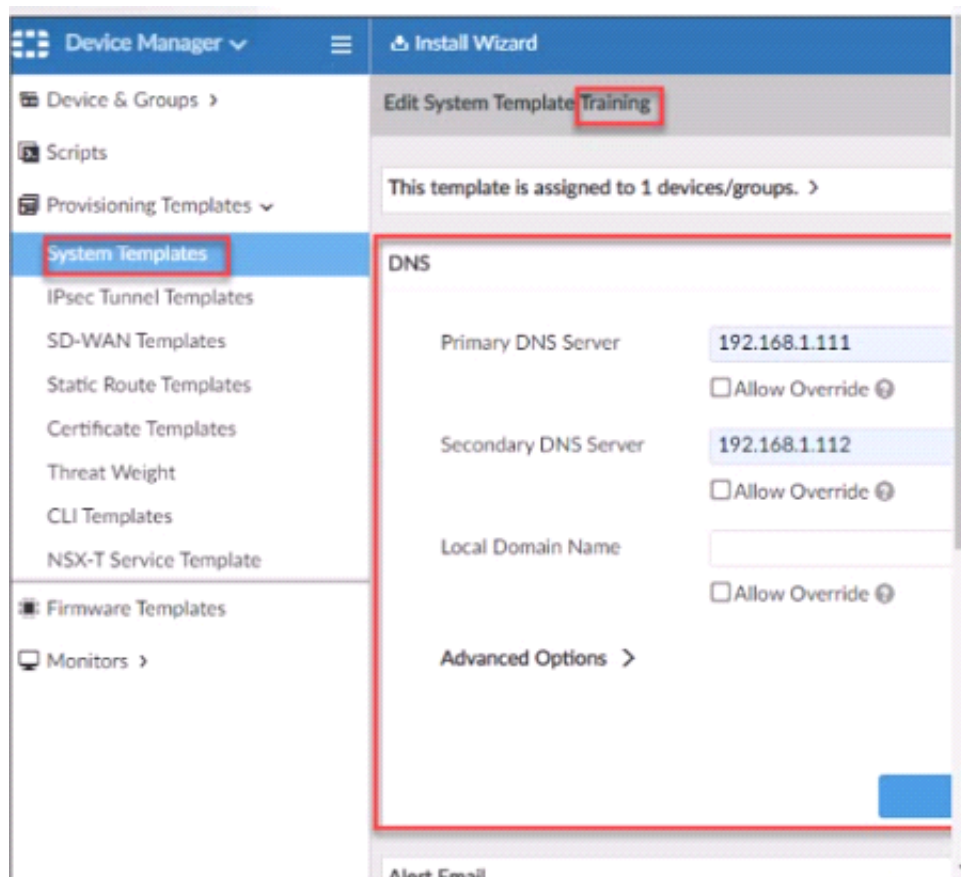 Device Manager
Install Wizard
Device & Groups
Edit System Template Training
Scripts
This template is assigned to 1 devices/groups.
Provisioning Templates
System Templates
IPsec Tunnel Templates
SD-WAN Templates
Static Route Templates
Certificate Templates
Threat Weight
CLI Templates
NSX-T Service Template
Firmware Templates
Monitors
DNS
Primary DNS Server 192.168.1.111
Allow Override
Secondary DNS Server 192.168.1.112
Allow Override
Local Domain Name
Allow Override
Advanced Options
Alert Email